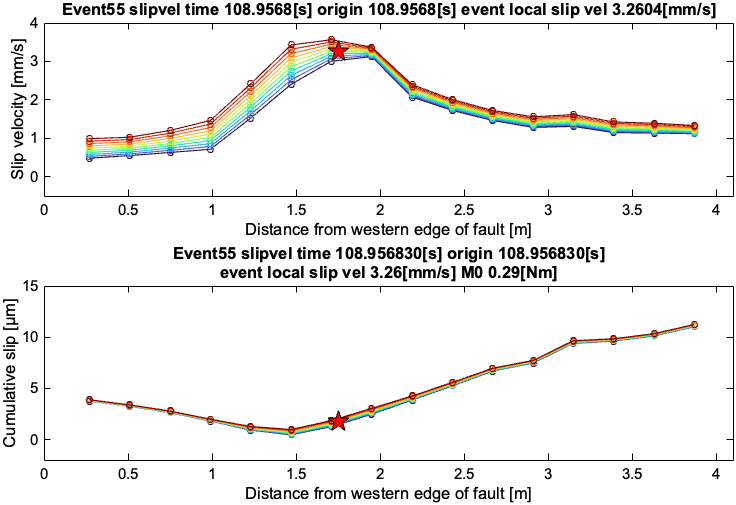 Event55 slipvel time 108.9568[s] origin 108.9568[s] event local slip vel 3.2604[mm/s]
4
3
2
1
0
Slip velocity [mm/s]
0 0.5 1 1.5 2 2.5 3 3.5 4
Distance from western edge of fault [m]
Event55 slipvel time 108.956830[s] origin 108.956830[s]
event local slip vel 3.26[mm/s] M0 0.29[Nm]
15
10
5
0
Cumulative slip [µm]
0 0.5 1 1.5 2 2.5 3 3.5 4
Distance from western edge of fault [m]